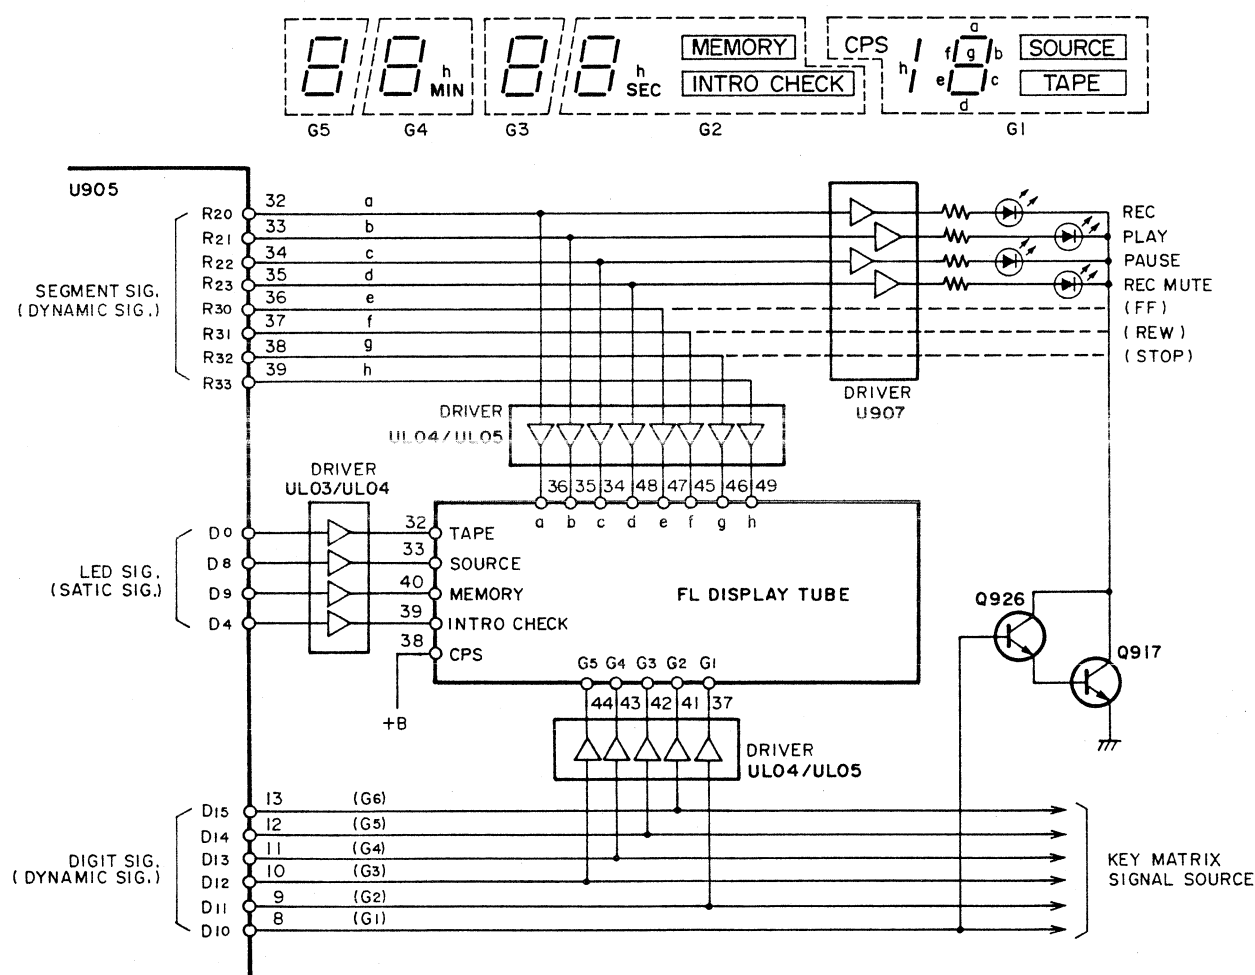 CPS
a
MEMORY
f g b
SOURCE
h
h MIN
h SEC
INTRO CHECK
e c
TAPE
d
G5 G4 G3 G2 G1
U905
R20 32 a REC
R21 33 b PLAY
R22 34 c PAUSE
R23 35 d REC MUTE
R30 36 e (FF)
R31 37 f (REW)
R32 38 g (STOP)
R33 39 h
SEGMENT SIG.
(DYNAMIC SIG.)
DRIVER
U907
DRIVER
UL04/UL05
36 35 34 48 47 45 46 49
a b c d e f g h
DRIVER
UL03/UL04
D0 32 TAPE
D8 33 SOURCE
D9 40 MEMORY
D4 39 INTRO CHECK
38 CPS
LED SIG.
(SATIC SIG.)
FL DISPLAY TUBE
+B
G5 G4 G3 G2 G1
44 43 42 41 37
DRIVER
UL04/UL05
Q926
Q917
D15 13 (G6)
D14 12 (G5)
D13 11 (G4)
D12 10 (G3)
D11 9 (G2)
D10 8 (G1)
DIGIT SIG.
(DYNAMIC SIG.)
KEY MATRIX
SIGNAL SOURCE